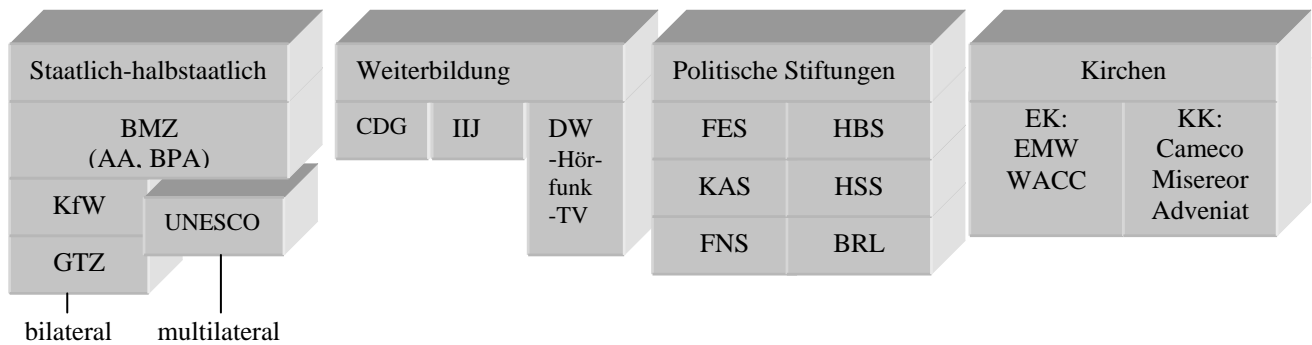 Staatlich-halbstaatlich
BMZ
(AA, BPA)
KfW
UNESCO
GTZ
bilateral
multilateral
Weiterbildung
CDG
IIJ
DW
-Hör-
funk
-TV
Politische Stiftungen
FES
HBS
KAS
HSS
FNS
BRL
Kirchen
EK:
EMW
WACC
KK:
Cameco
Misereor
Adveniat